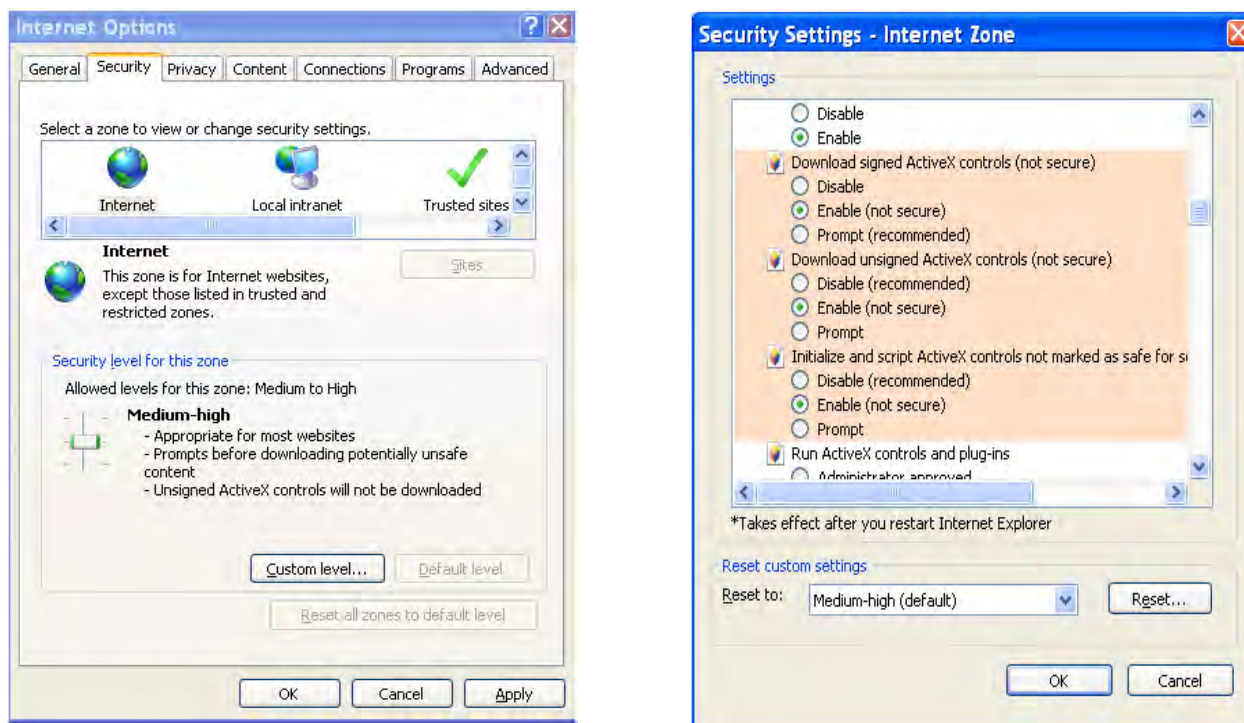 Internet Options
General Security Privacy Content Connections Programs Advanced
Select a zone to view or change security settings.
Internet Local intranet Trusted sites
Internet
This zone is for Internet websites,
except those listed in trusted and
restricted zones.
Sites
Security level for this zone
Allowed levels for this zone: Medium to High
Medium-high
- Appropriate for most websites
- Prompts before downloading potentially unsafe
content
- Unsigned ActiveX controls will not be downloaded
Custom level... Default level
Reset all zones to default level
OK Cancel Apply
Security Settings - Internet Zone
Settings
Disable
Enable
Download signed ActiveX controls (not secure)
Disable
Enable (not secure)
Prompt (recommended)
Download unsigned ActiveX controls (not secure)
Disable (recommended)
Enable (not secure)
Prompt
Initialize and script ActiveX controls not marked as safe for
Disable (recommended)
Enable (not secure)
Prompt
Run ActiveX controls and plug-ins
Administrator approved
*Takes effect after you restart Internet Explorer
Reset custom settings
Reset to: Medium-high (default) Reset...
OK Cancel